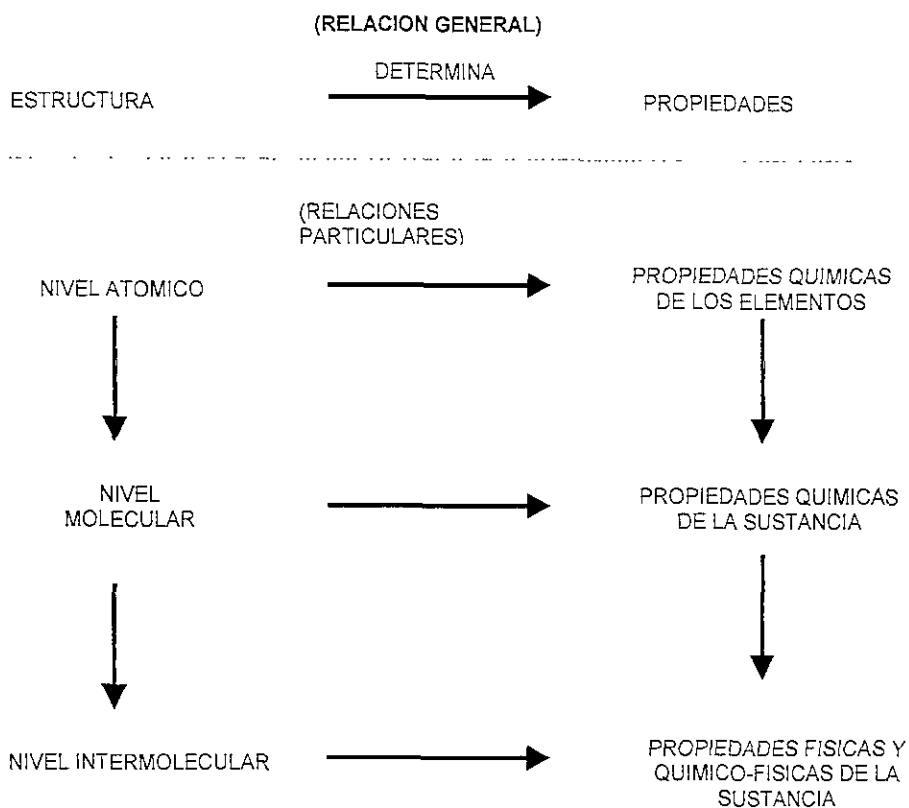 (RELACION GENERAL)
DETERMINA
ESTRUCTURA
PROPIEDADES
(RELACIONES
PARTICULARES)
NIVEL ATOMICO
PROPIEDADES QUIMICAS
DE LOS ELEMENTOS
NIVEL
MOLECULAR
PROPIEDADES QUIMICAS
DE LA SUSTANCIA
NIVEL INTERMOLECULAR
PROPIEDADES FISICAS Y
QUIMICO-FISICAS DE LA
SUSTANCIA